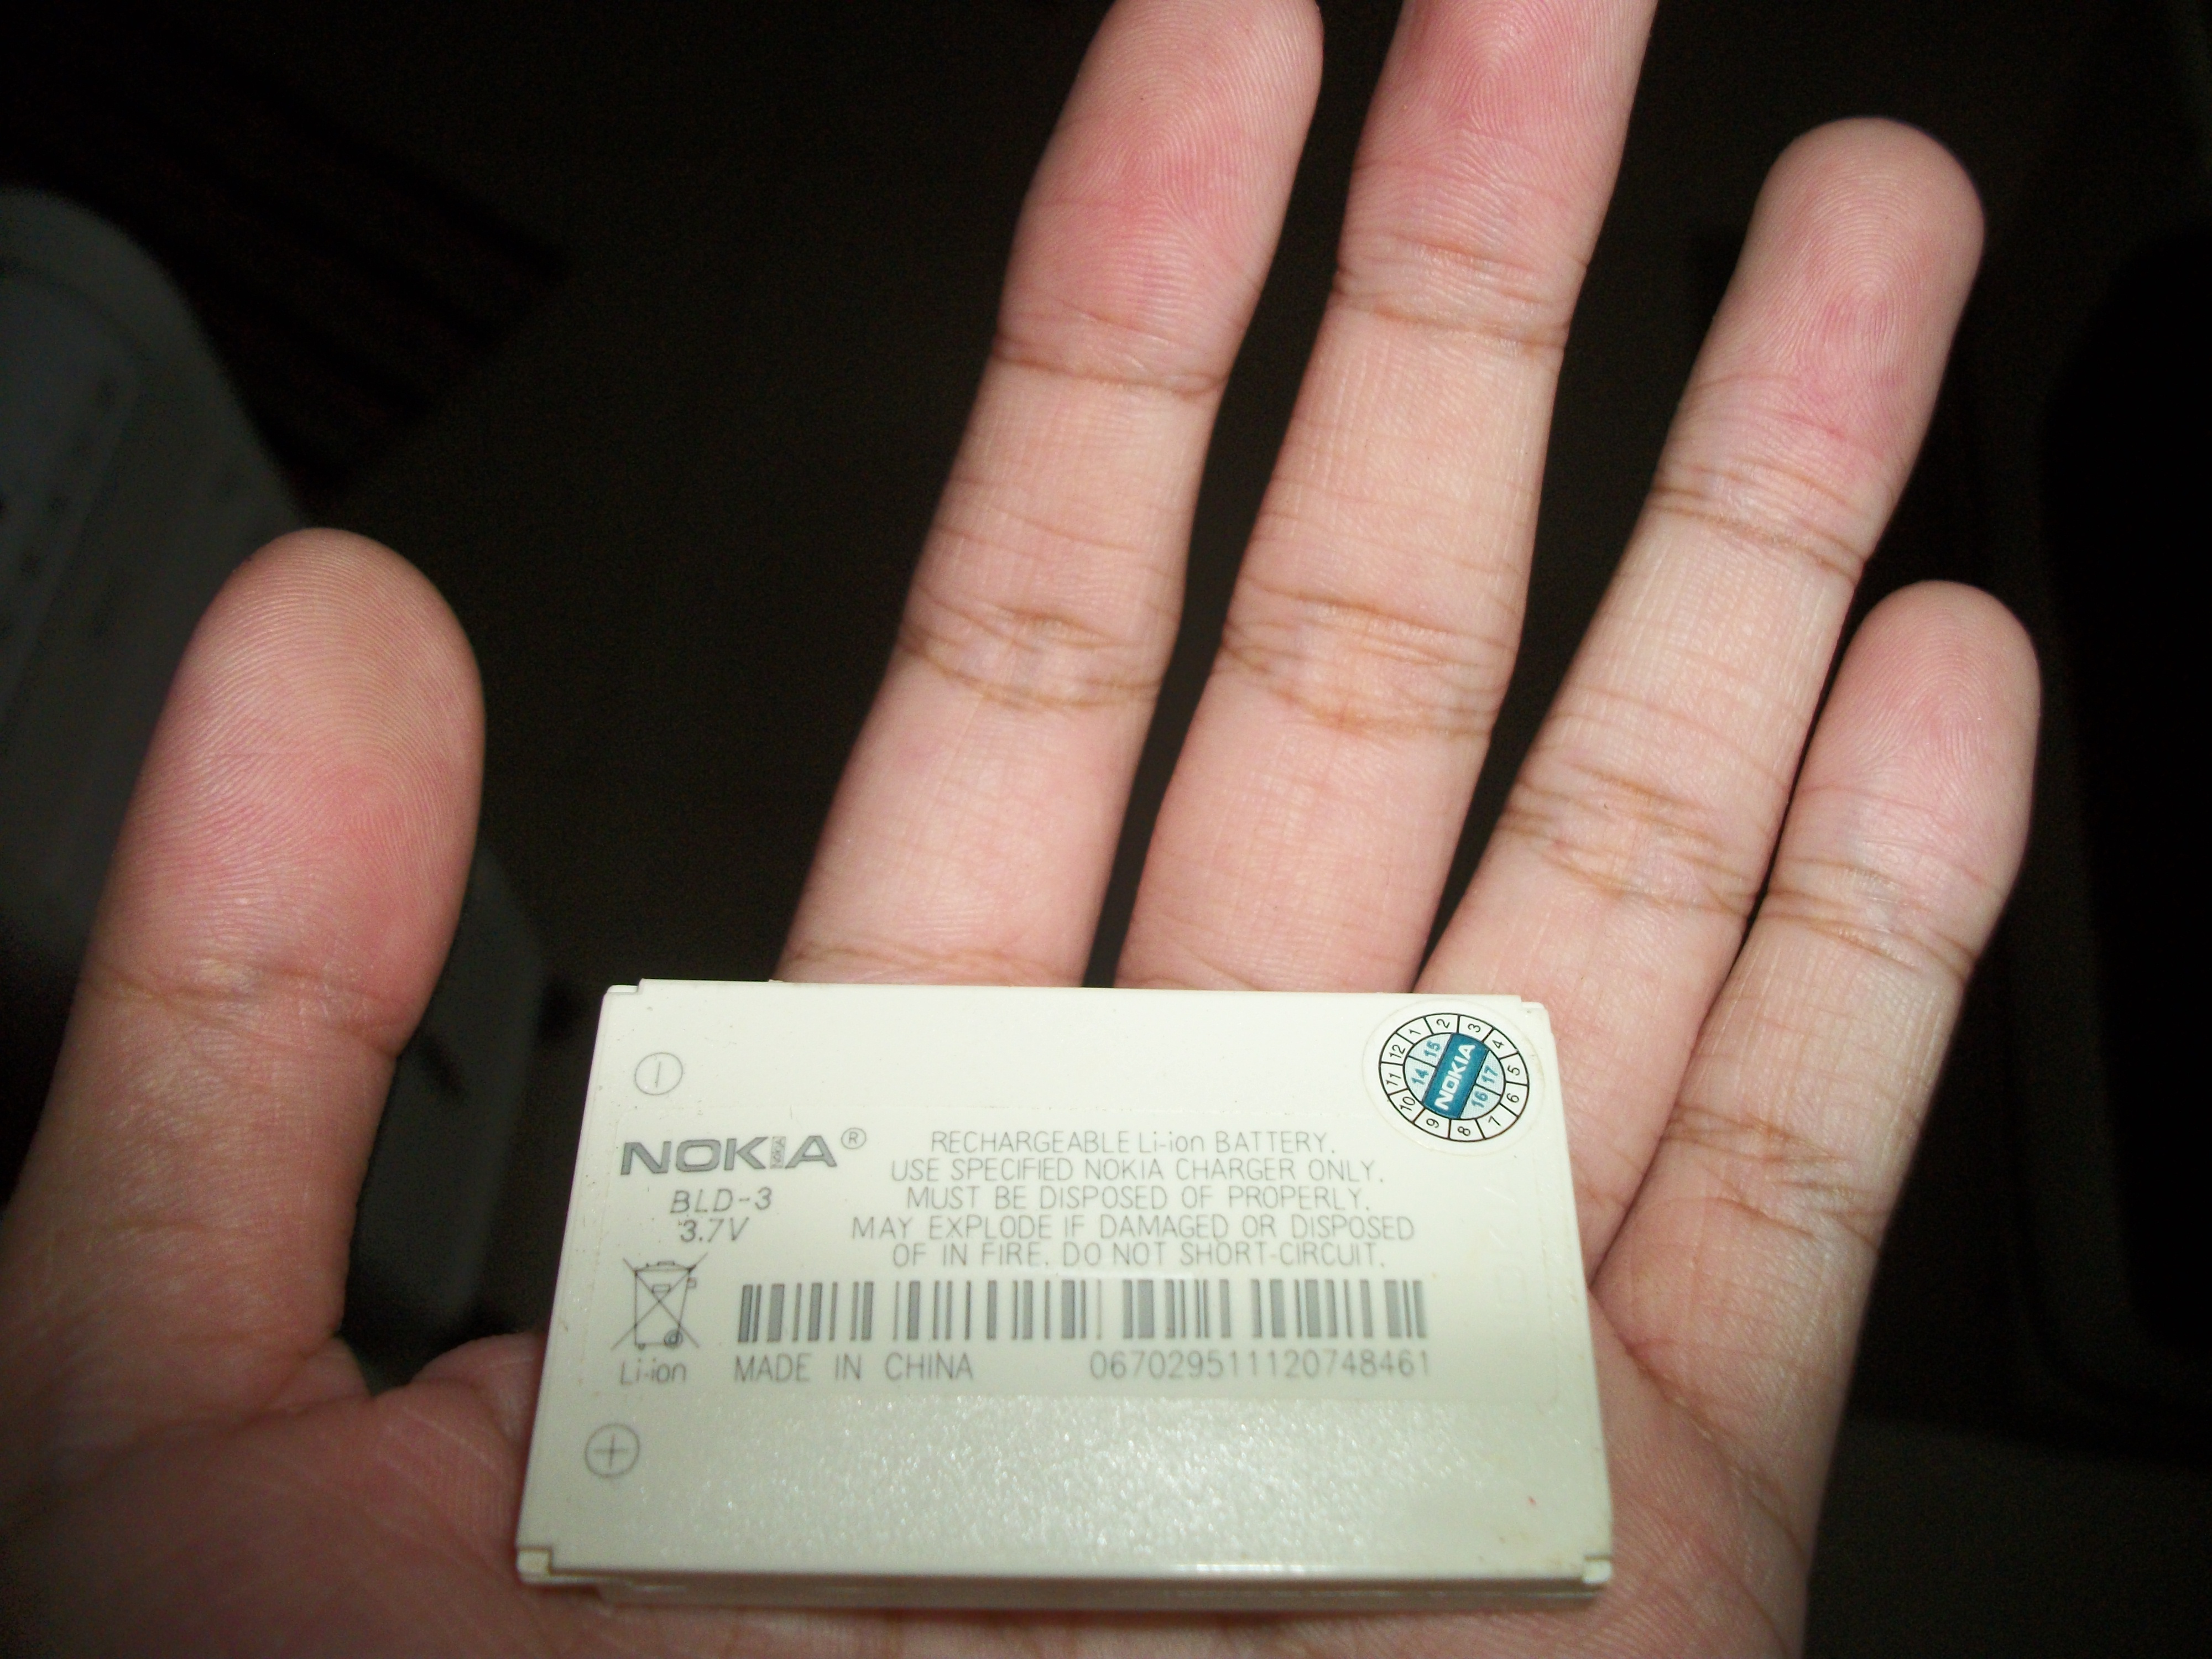 1 2 3 4 5 6 7 8 9 10 11 12
14 15 16 17
NOKIA
NOKIA®
BLD-3
3.7V
RECHARGEABLE Li-ion BATTERY.
USE SPECIFIED NOKIA CHARGER ONLY.
MUST BE DISPOSED OF PROPERLY.
MAY EXPLODE IF DAMAGED OR DISPOSED
OF IN FIRE. DO NOT SHORT-CIRCUIT.
Li-ion
MADE IN CHINA 0670295111120748461